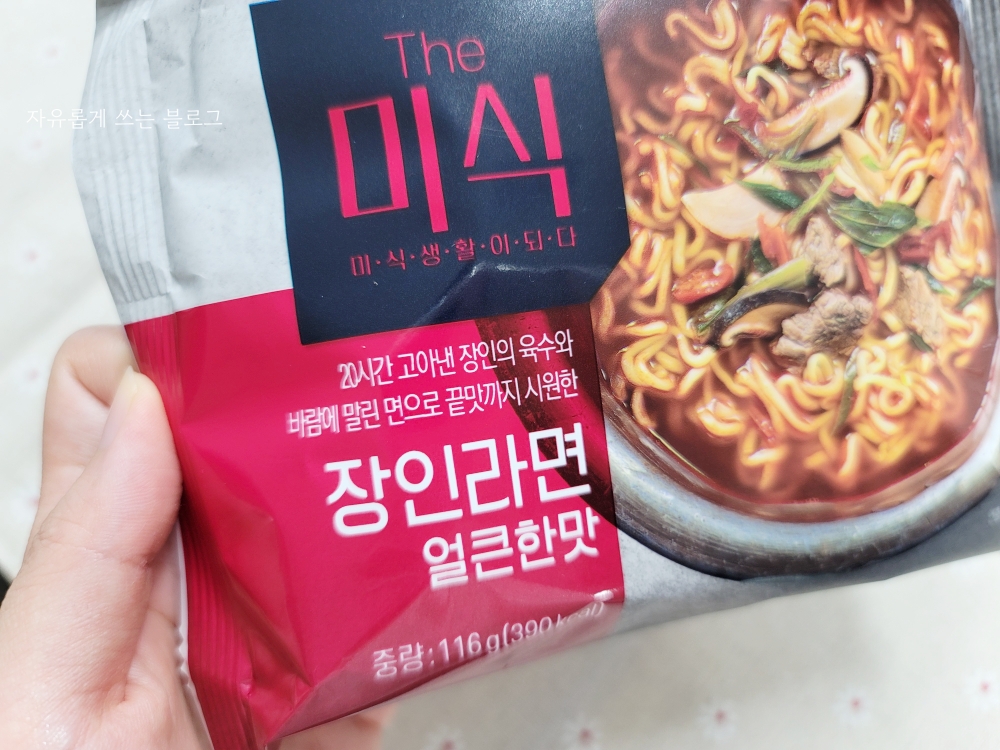 자유롭게 쓰는 블로그
The
미식
미·식·생·활·이·되·다
20시간 고아낸 장인의 육수와
바람에 말린 면으로 끝맛까지 시원한
장인라면
얼큰한맛
중량:116g(390kcal)